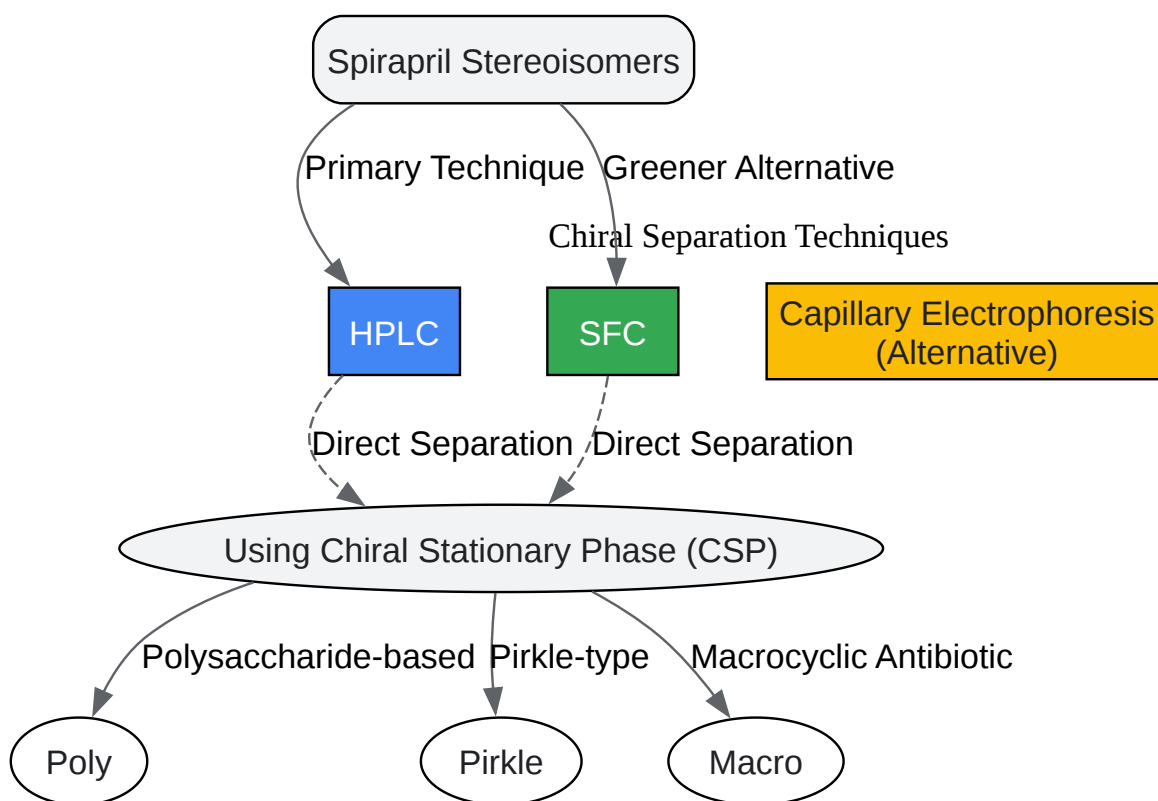 Spirapril Stereoisomers
Primary Technique
Greener Alternative
Chiral Separation Techniques
HPLC
SFC
Capillary Electrophoresis
(Alternative)
Direct Separation
Direct Separation
Using Chiral Stationary Phase (CSP)
Polysaccharide-based
Pirkle-type
Macrocyclic Antibiotic
Poly
Pirkle
Macro